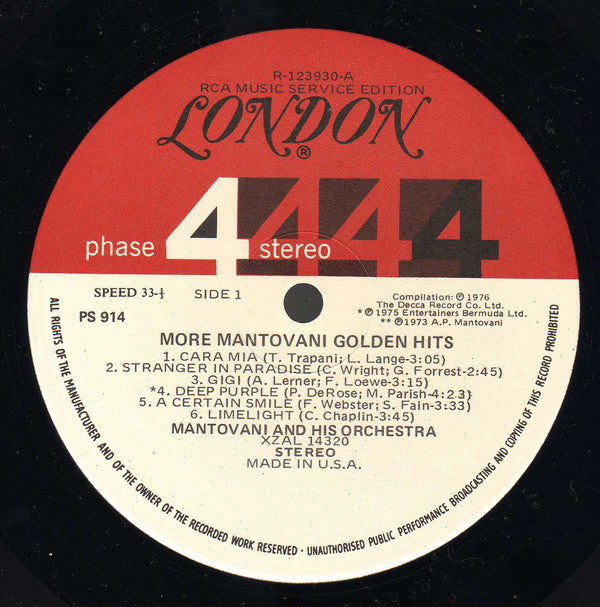 R-123930-A
RCA MUSIC SERVICE EDITION
LONDON
®
phase 4 4 4 4 stereo
SPEED 33-⅓ SIDE 1
PS 914
Compilation: ℗ 1976
The Decca Record Co. Ltd.
* ℗ 1975 Entertainers Bermuda Ltd.
** ℗ 1973 A.P. Mantovani
MORE MANTOVANI GOLDEN HITS
1. CARA MIA (T. Trapani; L. Lange-3:05)
2. STRANGER IN PARADISE (C. Wright; G. Forrest-2:45)
3. GIGI (A. Lerner; F. Loewe-3:35)
*4. DEEP PURPLE (P. DeRose; M. Parish-4:23)
5. A CERTAIN SMILE (F. Webster; S. Fain-3:33)
6. LIMELIGHT (C. Chaplin-3:45)
MANTOVANI AND HIS ORCHESTRA
XZAL 14320
STEREO
MADE IN U.S.A.
ALL RIGHTS OF THE MANUFACTURER AND OF THE OWNER OF THE RECORDED WORK RESERVED · UNAUTHORISED PUBLIC PERFORMANCE BROADCASTING AND COPYING OF THIS RECORD PROHIBITED